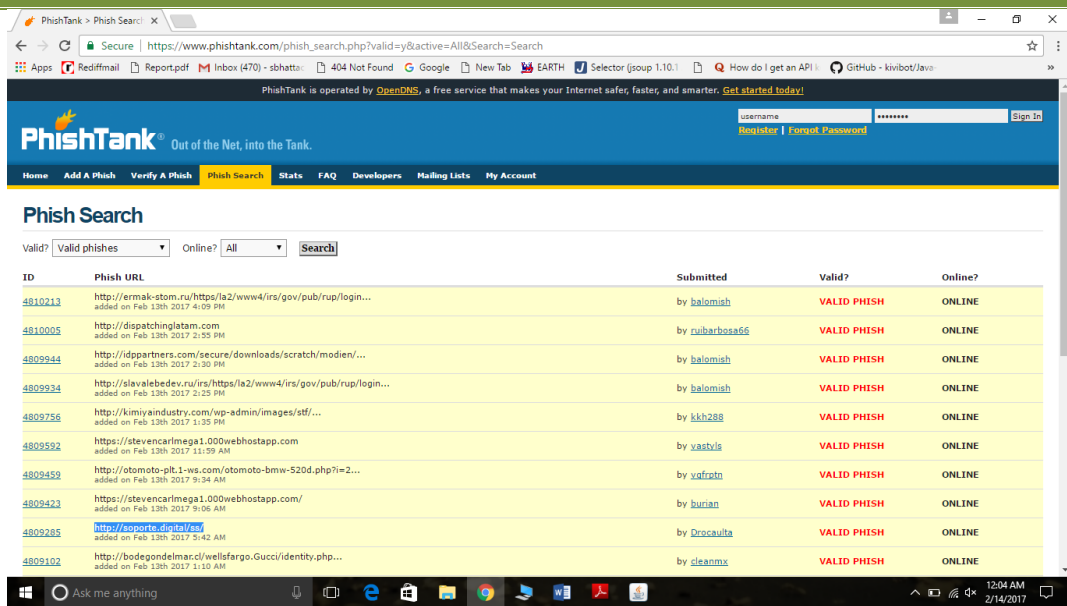 PhishTank > Phish Search
Secure | https://www.phishtank.com/phish_search.php?valid=y&active=All&Search=Search
Apps Rediffmail Report.pdf Inbox (470) - sbhattac 404 Not Found Google New Tab EARTH Selector (jsoup 1.10.1 How do I get an API k GitHub - kivibot/Java- »
PhishTank is operated by OpenDNS, a free service that makes your Internet safer, faster, and smarter. Get started today!
username •••••••• Sign In
Register | Forgot Password
PhishTank® Out of the Net, into the Tank.
Home Add A Phish Verify A Phish Phish Search Stats FAQ Developers Mailing Lists My Account
Phish Search
Valid? Valid phishes Online? All Search
ID Phish URL Submitted Valid? Online?
4810213 http://ermak-stom.ru/https/la2/www4/irs/gov/pub/rup/login... by balomish VALID PHISH ONLINE
added on Feb 13th 2017 4:09 PM
4810005 http://dispatchinglatam.com by ruibarbosa66 VALID PHISH ONLINE
added on Feb 13th 2017 2:55 PM
4809944 http://idppartners.com/secure/downloads/scratch/modien/... by balomish VALID PHISH ONLINE
added on Feb 13th 2017 2:30 PM
4809934 http://slavalebedev.ru/irs/https/la2/www4/irs/gov/pub/rup/login... by balomish VALID PHISH ONLINE
added on Feb 13th 2017 2:25 PM
4809756 http://kimiyaindustry.com/wp-admin/images/stf/... by kkh288 VALID PHISH ONLINE
added on Feb 13th 2017 1:35 PM
4809592 https://stevencarlmega1.000webhostapp.com by vastyls VALID PHISH ONLINE
added on Feb 13th 2017 11:59 AM
4809459 http://otomoto-plt.1-ws.com/otomoto-bmw-520d.php?i=2... by vqfrptn VALID PHISH ONLINE
added on Feb 13th 2017 9:34 AM
4809423 https://stevencarlmega1.000webhostapp.com/ by burian VALID PHISH ONLINE
added on Feb 13th 2017 9:06 AM
4809285 http://soporte.digital/ss/ by Drocaulta VALID PHISH ONLINE
added on Feb 13th 2017 5:42 AM
4809102 http://bodegondelmar.cl/wellsfargo.Gucci/identity.php... by cleanmx VALID PHISH ONLINE
added on Feb 13th 2017 1:10 AM
Ask me anything
12:04 AM
2/14/2017